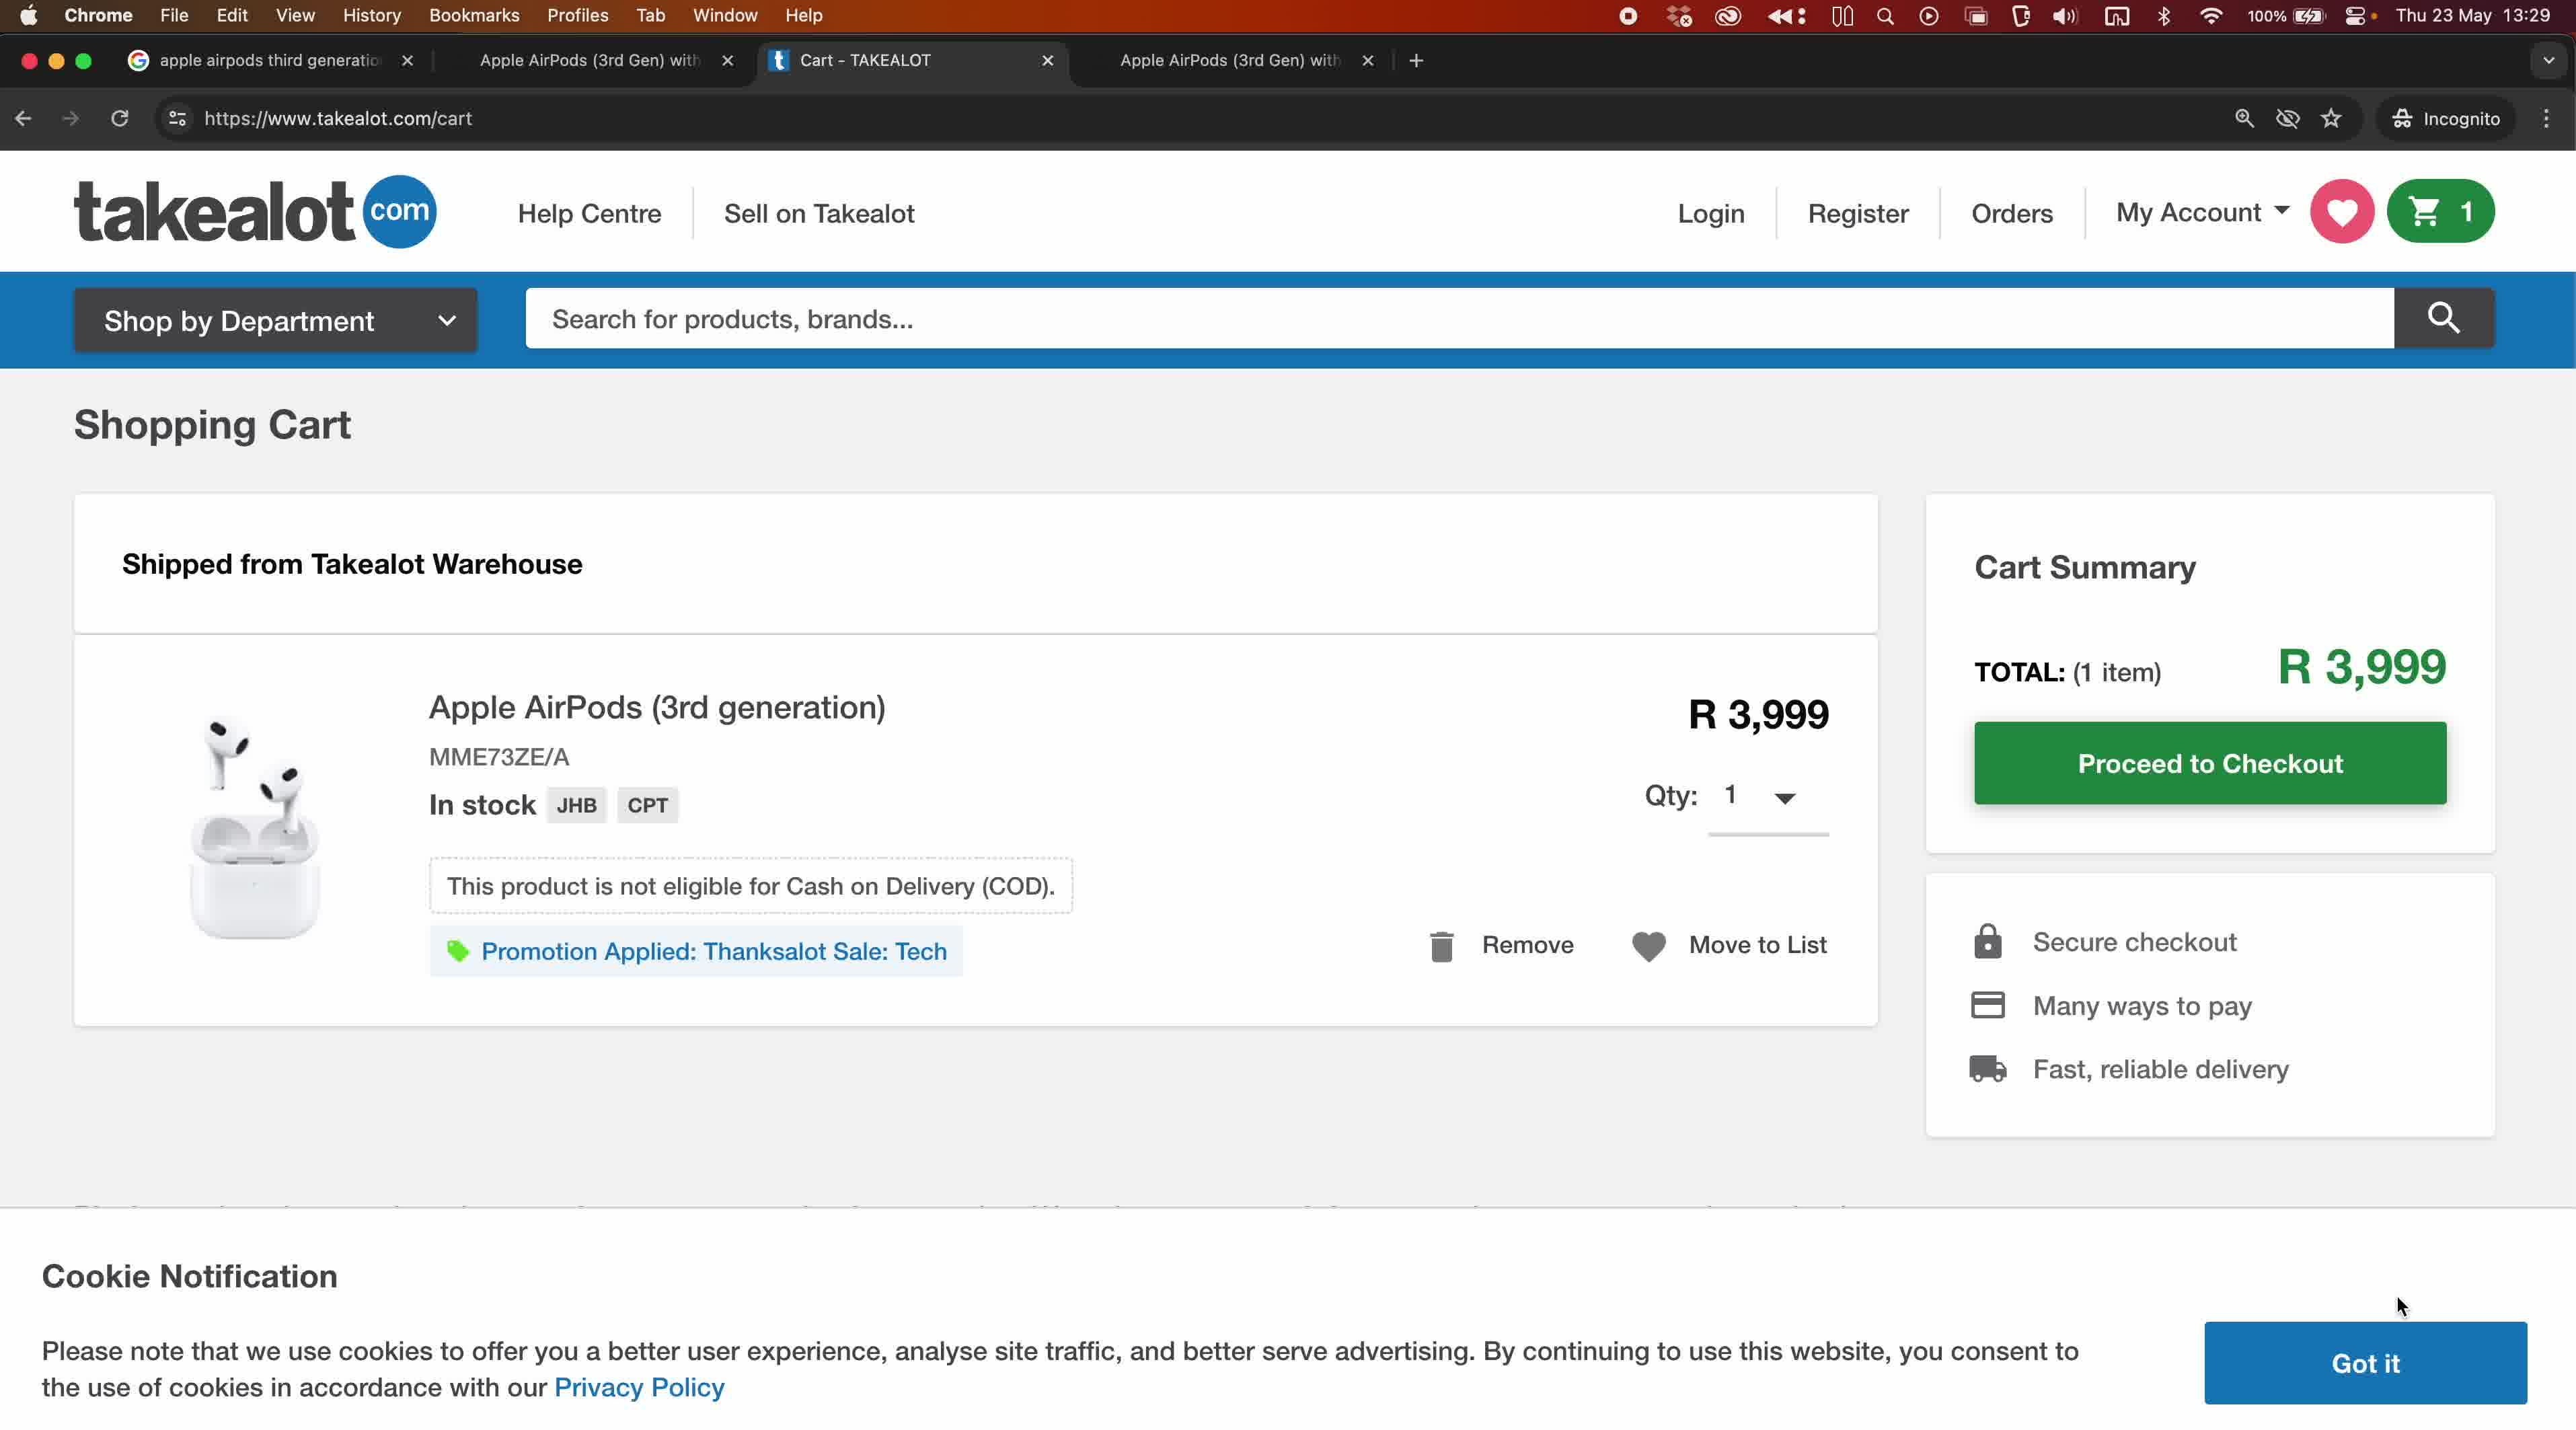 Chrome File Edit View History Bookmarks Profiles Tab Window Help 100% Thu 23 May 13:29
apple airpods third generatio
Apple AirPods (3rd Gen) with
Cart - TAKEALOT
Apple AirPods (3rd Gen) with
https://www.takealot.com/cart Incognito
takealot com Help Centre Sell on Takealot Login Register Orders My Account 1
Shop by Department Search for products, brands...
Shopping Cart
Shipped from Takealot Warehouse
Apple AirPods (3rd generation)
MME73ZE/A
In stock JHB CPT
This product is not eligible for Cash on Delivery (COD).
Promotion Applied: Thanksalot Sale: Tech
R 3,999
Qty: 1
Remove Move to List
Cart Summary
TOTAL: (1 item) R 3,999
Proceed to Checkout
Secure checkout
Many ways to pay
Fast, reliable delivery
Cookie Notification
Please note that we use cookies to offer you a better user experience, analyse site traffic, and better serve advertising. By continuing to use this website, you consent to
the use of cookies in accordance with our Privacy Policy
Got it